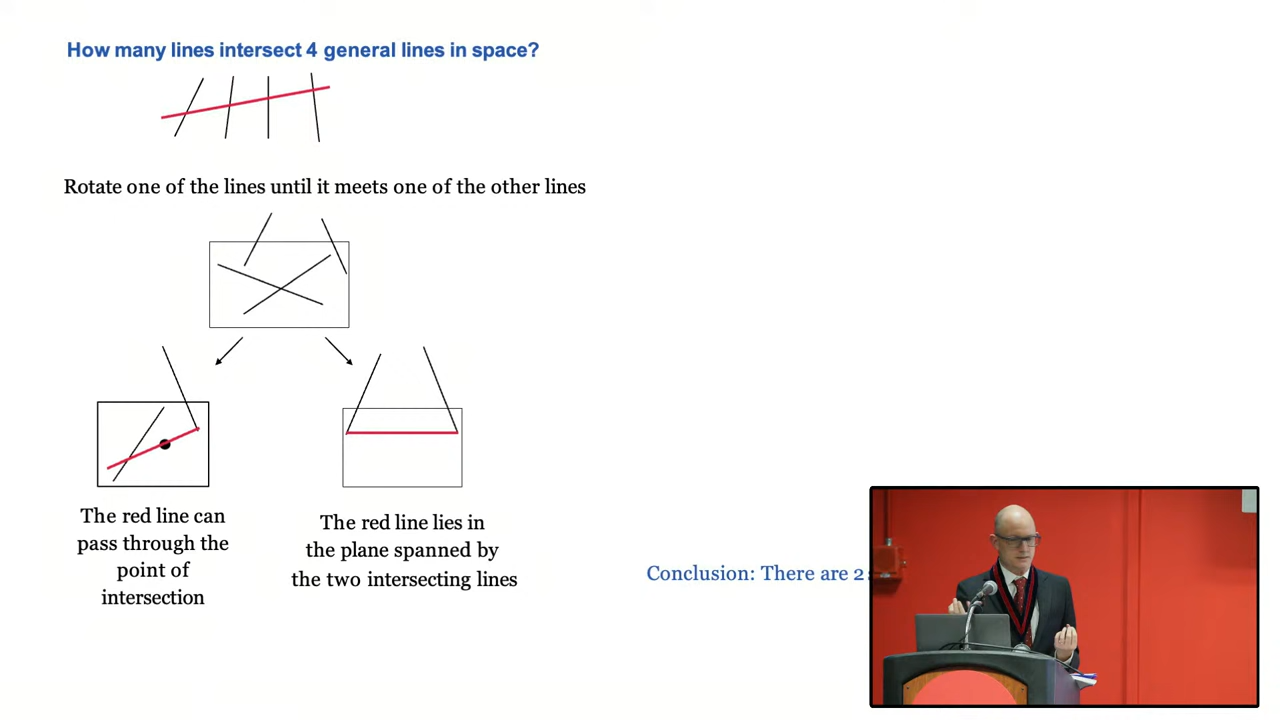 How many lines intersect 4 general lines in space?
Rotate one of the lines until it meets one of the other lines
The red line can
pass through the
point of
intersection
The red line lies in
the plane spanned by
the two intersecting lines
Conclusion: There are 2